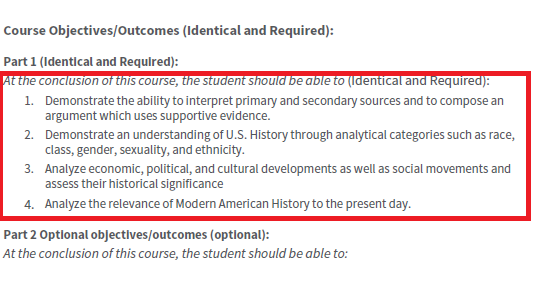 Course Objectives/Outcomes (Identical and Required):
Part 1 (Identical and Required):
At the conclusion of this course, the student should be able to (Identical and Required):
1. Demonstrate the ability to interpret primary and secondary sources and to compose an
argument which uses supportive evidence.
2. Demonstrate an understanding of U.S. History through analytical categories such as race,
class, gender, sexuality, and ethnicity.
3. Analyze economic, political, and cultural developments as well as social movements and
assess their historical significance
4. Analyze the relevance of Modern American History to the present day.
Part 2 Optional objectives/outcomes (optional):
At the conclusion of this course, the student should be able to: